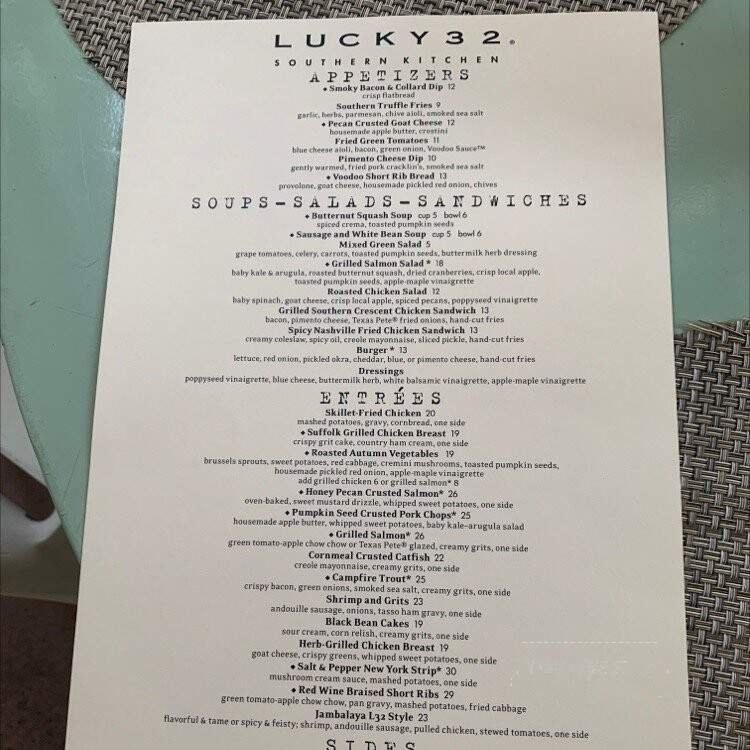 LUCKY 32®
SOUTHERN KITCHEN
APPETIZERS
◆ Smoky Bacon & Collard Dip 12
crisp flatbread
Southern Truffle Fries 9
garlic, herbs, parmesan, chive aioli, smoked sea salt
◆ Pecan Crusted Goat Cheese 12
housemade apple butter, crostini
Fried Green Tomatoes 11
blue cheese aioli, bacon, green onion, Voodoo Sauce™
Pimento Cheese Dip 10
gently warmed, fried pork cracklin's, smoked sea salt
◆ Voodoo Short Rib Bread 13
provolone, goat cheese, housemade pickled red onion, chives
SOUPS-SALADS-SANDWICHES
◆ Butternut Squash Soup cup 5 bowl 6
spiced crema, toasted pumpkin seeds
◆ Sausage and White Bean Soup cup 5 bowl 6
Mixed Green Salad 5
grape tomatoes, celery, carrots, toasted pumpkin seeds, buttermilk herb dressing
◆ Grilled Salmon Salad * 18
baby kale & arugula, roasted butternut squash, dried cranberries, crisp local apple,
toasted pumpkin seeds, apple-maple vinaigrette
Roasted Chicken Salad 12
baby spinach, goat cheese, crisp local apple, spiced pecans, poppyseed vinaigrette
Grilled Southern Crescent Chicken Sandwich 13
bacon, pimento cheese, Texas Pete® fried onions, hand-cut fries
Spicy Nashville Fried Chicken Sandwich 13
creamy coleslaw, spicy oil, creole mayonnaise, sliced pickle, hand-cut fries
Burger * 13
lettuce, red onion, pickled okra, cheddar, blue, or pimento cheese, hand-cut fries
Dressings
poppyseed vinaigrette, blue cheese, buttermilk herb, white balsamic vinaigrette, apple-maple vinaigrette
ENTRÉES
Skillet-Fried Chicken 20
mashed potatoes, gravy, cornbread, one side
◆ Suffolk Grilled Chicken Breast 19
crispy grit cake, country ham cream, one side
◆ Roasted Autumn Vegetables 19
brussels sprouts, sweet potatoes, red cabbage, cremini mushrooms, toasted pumpkin seeds,
housemade pickled red onion, apple-maple vinaigrette
add grilled chicken 6 or grilled salmon* 8
◆ Honey Pecan Crusted Salmon* 26
oven-baked, sweet mustard drizzle, whipped sweet potatoes, one side
◆ Pumpkin Seed Crusted Pork Chops* 25
housemade apple butter, whipped sweet potatoes, baby kale-arugula salad
◆ Grilled Salmon* 26
green tomato-apple chow chow or Texas Pete® glazed, creamy grits, one side
Cornmeal Crusted Catfish 22
creole mayonnaise, creamy grits, one side
◆ Campfire Trout* 25
crispy bacon, green onions, smoked sea salt, creamy grits, one side
Shrimp and Grits 23
andouille sausage, onions, tasso ham gravy, one side
Black Bean Cakes 19
sour cream, corn relish, creamy grits, one side
Herb-Grilled Chicken Breast 19
goat cheese, crispy greens, whipped sweet potatoes, one side
◆ Salt & Pepper New York Strip* 30
mushroom cream sauce, mashed potatoes, one side
◆ Red Wine Braised Short Ribs 29
green tomato-apple chow chow, pan gravy, mashed potatoes, fried cabbage
Jambalaya L32 Style 23
flavorful & tame or spicy & feisty; shrimp, andouille sausage, pulled chicken, stewed tomatoes, one side
SIDES